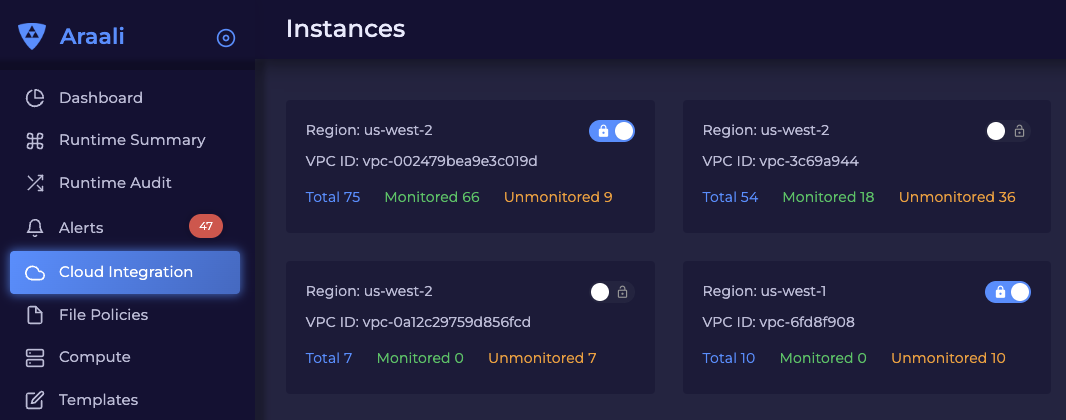 Araali
Dashboard
Runtime Summary
Runtime Audit
Alerts 47
Cloud Integration
File Policies
Compute
Templates
Instances
Region: us-west-2
VPC ID: vpc-002479bea9e3c019d
Total 75 Monitored 66 Unmonitored 9
Region: us-west-2
VPC ID: vpc-3c69a944
Total 54 Monitored 18 Unmonitored 36
Region: us-west-2
VPC ID: vpc-0a12c29759d856fcd
Total 7 Monitored 0 Unmonitored 7
Region: us-west-1
VPC ID: vpc-6fd8f908
Total 10 Monitored 0 Unmonitored 10